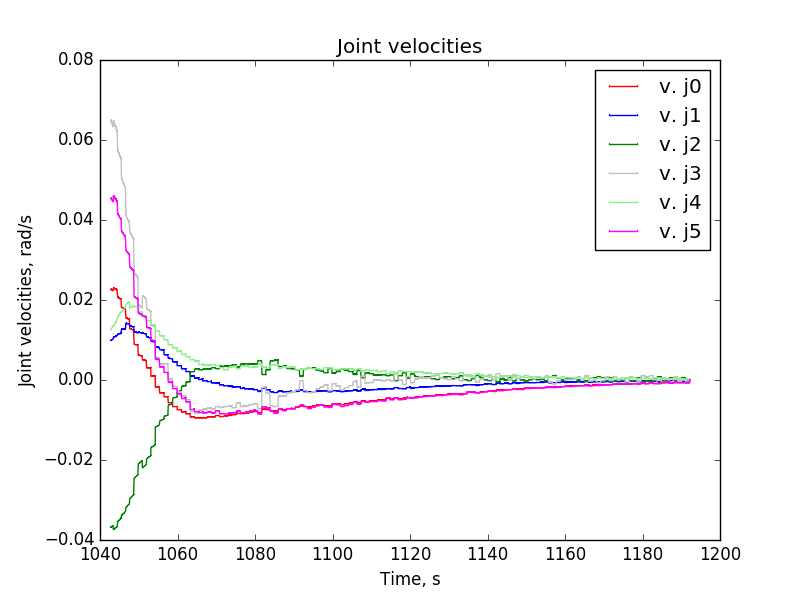 Joint velocities
0.08
0.06
0.04
0.02
0.00
−0.02
−0.04
Joint velocities, rad/s
v. j0
v. j1
v. j2
v. j3
v. j4
v. j5
1040 1060 1080 1100 1120 1140 1160 1180 1200
Time, s